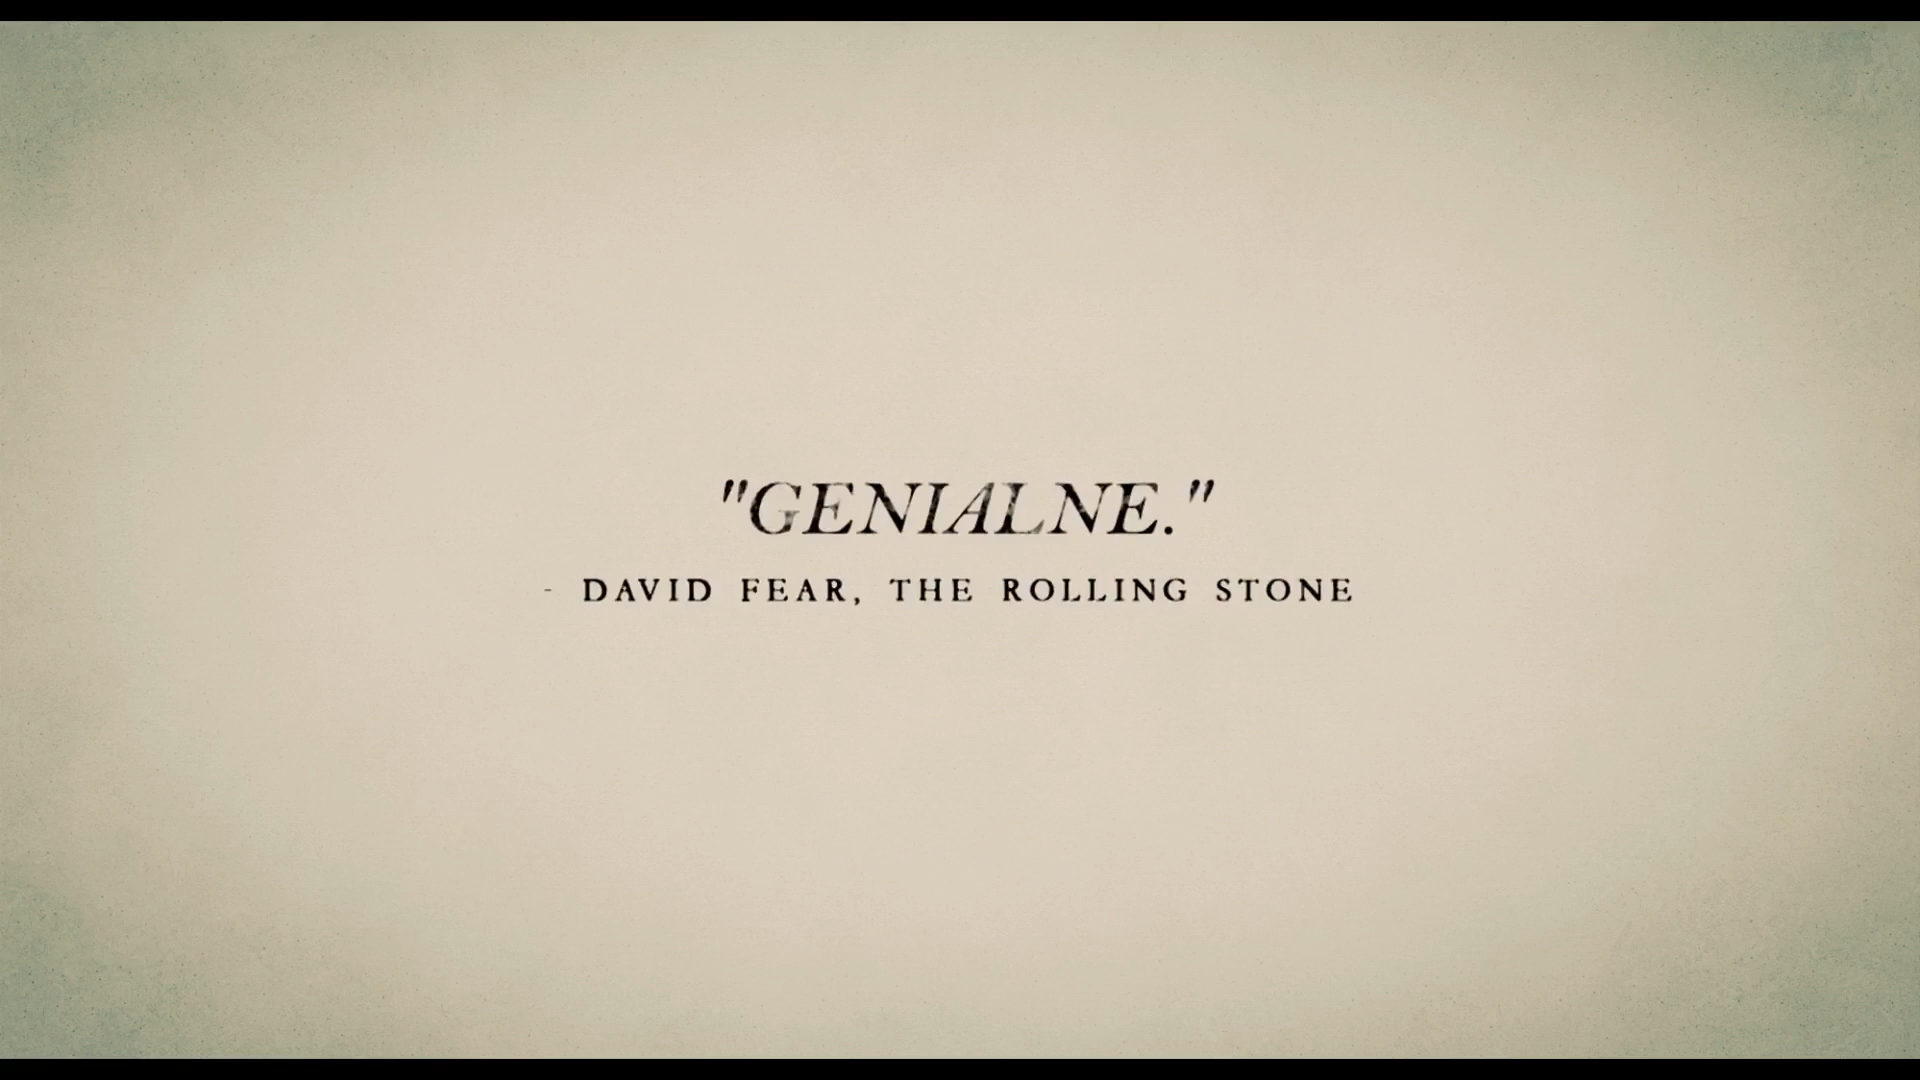 "GENIALNE."
- DAVID FEAR, THE ROLLING STONE